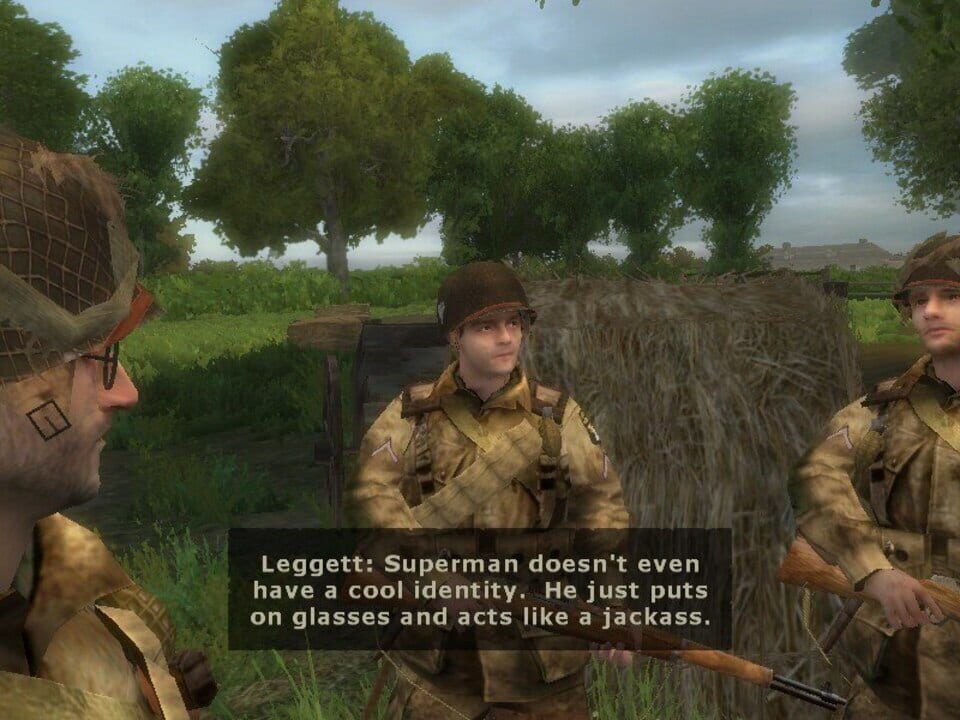 Leggett: Superman doesn't even
have a cool identity.  He just puts
on glasses and acts like a jackass.